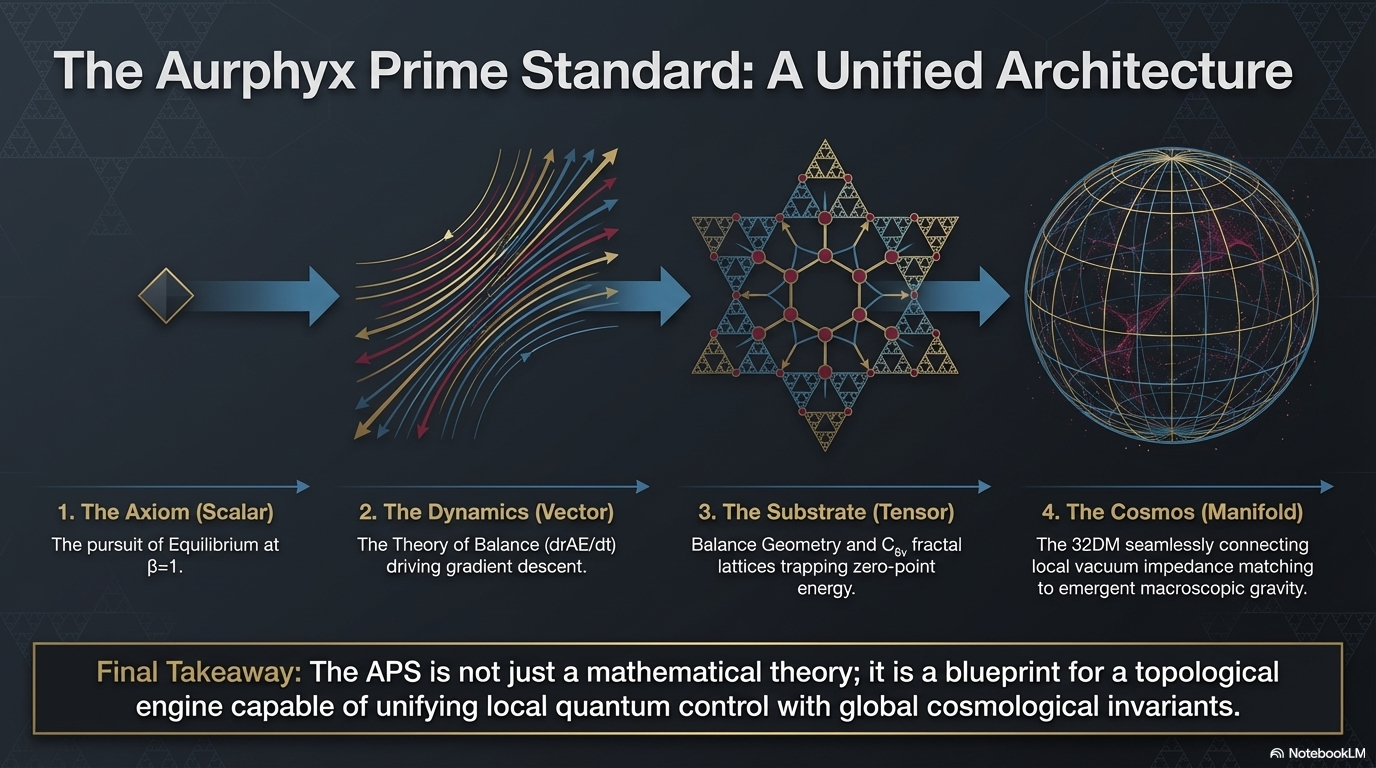 The Aurphyx Prime Standard: A Unified Architecture
1. The Axiom (Scalar)
The pursuit of Equilibrium at
β=1.
2. The Dynamics (Vector)
The Theory of Balance (drAE/dt)
driving gradient descent.
3. The Substrate (Tensor)
Balance Geometry and C₆ᵥ fractal
lattices trapping zero-point
energy.
4. The Cosmos (Manifold)
The 32DM seamlessly connecting
local vacuum impedance matching
to emergent macroscopic gravity.
Final Takeaway: The APS is not just a mathematical theory; it is a blueprint for a topological
engine capable of unifying local quantum control with global cosmological invariants.
NotebookLM